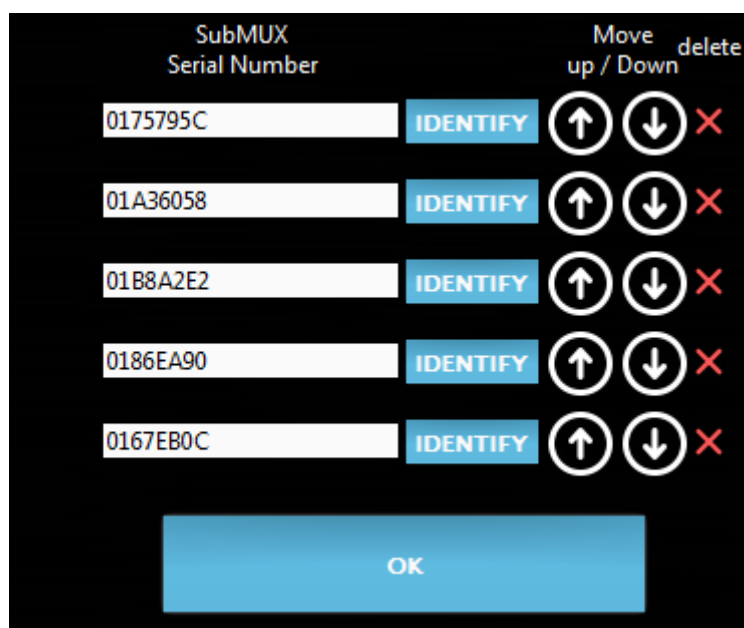 SubMUX
Serial Number
Move
up / Down
delete
0175795C IDENTIFY
01A36058 IDENTIFY
01B8A2E2 IDENTIFY
0186EA90 IDENTIFY
0167EB0C IDENTIFY
OK